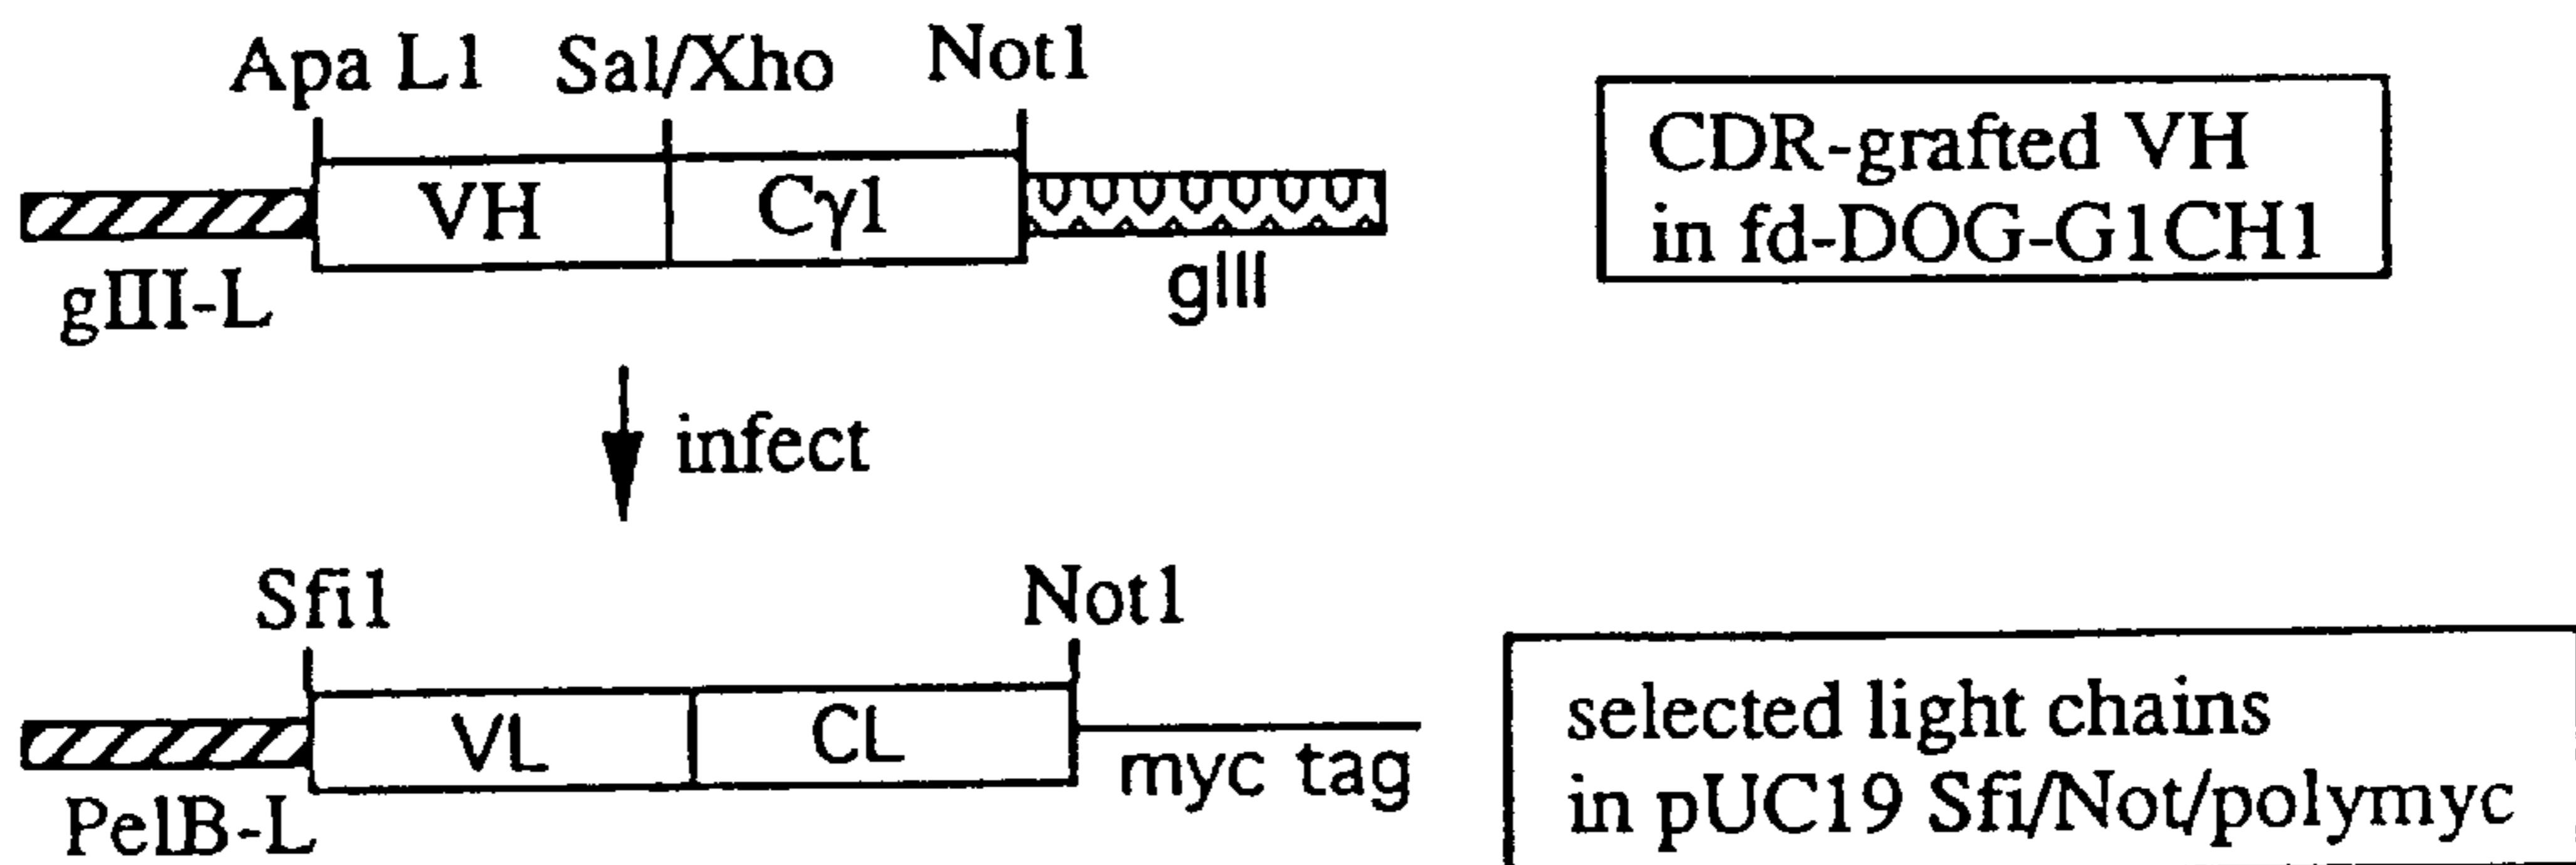 Apa L1 Sal/Xho Not1
VH Cγ1
gIII-L gIII
CDR-grafted VH
in fd-DOG-G1CH1
infect
Sfi1 Not1
VL CL
PelB-L myc tag
selected light chains
in pUC19 Sfi/Not/polymyc